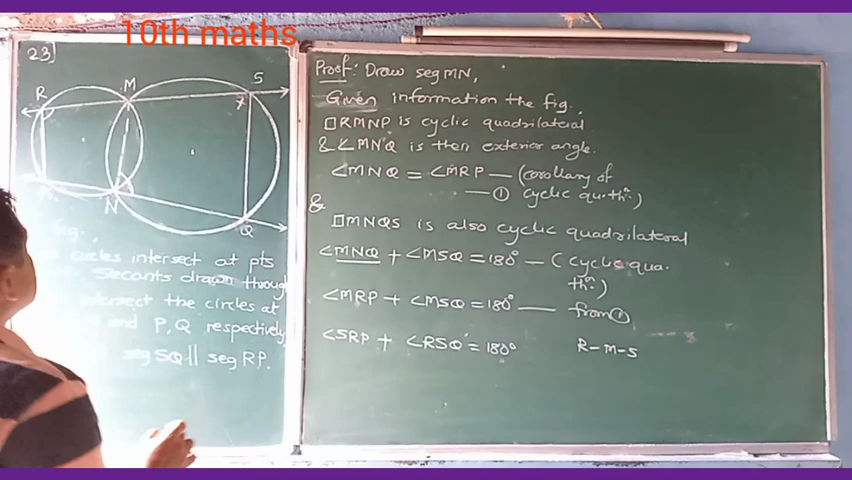 10th maths
23]
R
M
S
x
N
Q
fig.
circles intersect at pts
Secants drawn through
intersect the circles at
and P, Q respectively
seg SQ || seg RP.
Proof: Draw seg MN,
Given information the fig.
□RMNP is cyclic quadrilateral
& ∠MNQ is their exterior angle.
∠MNQ = ∠MRP — (corollary of
— ① cyclic qu. thm)
&
□MNQS is also cyclic quadrilateral
∠MNQ + ∠MSQ = 180° — (Cyclic qua.
thm)
∠MRP + ∠MSQ = 180° — from ①
∠SRP + ∠RSQ = 180° R-M-S